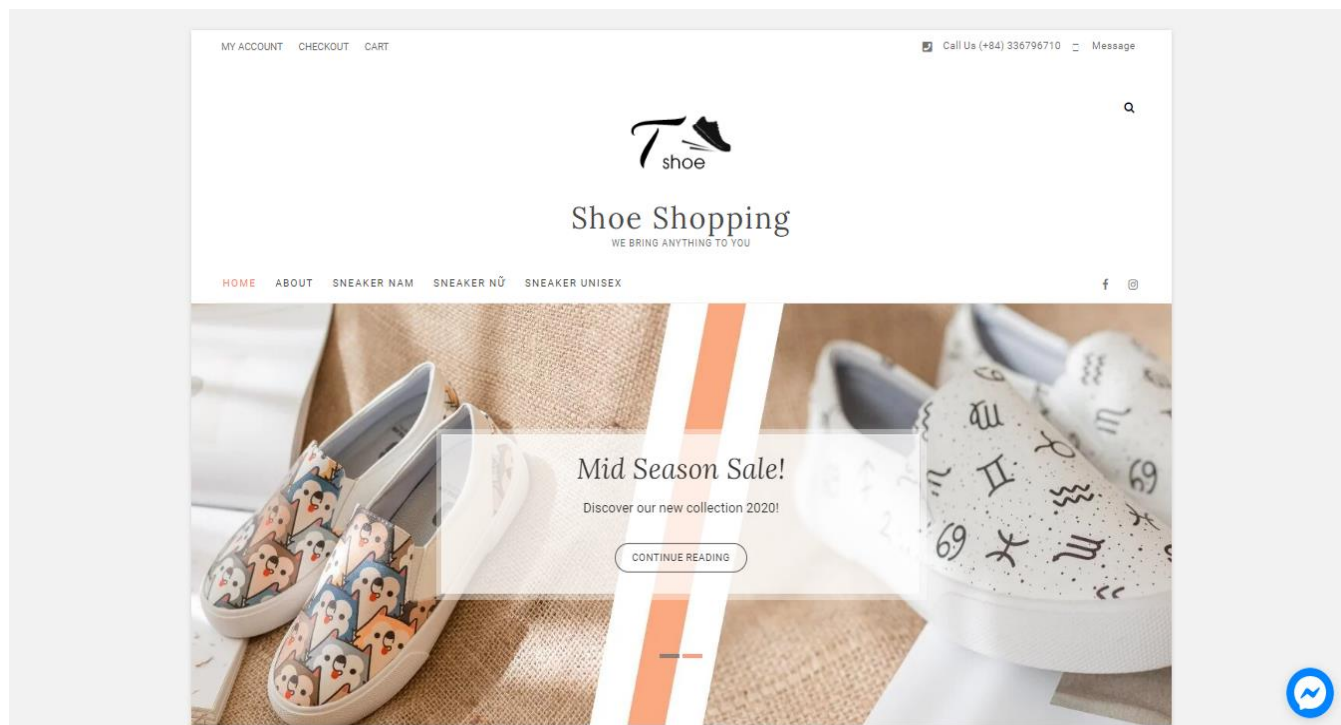 MY ACCOUNT CHECKOUT CART
Call Us (+84) 336796710 Message
T
shoe
Shoe Shopping
WE BRING ANYTHING TO YOU
HOME ABOUT SNEAKER NAM SNEAKER NỮ SNEAKER UNISEX
Mid Season Sale!
Discover our new collection 2020!
CONTINUE READING